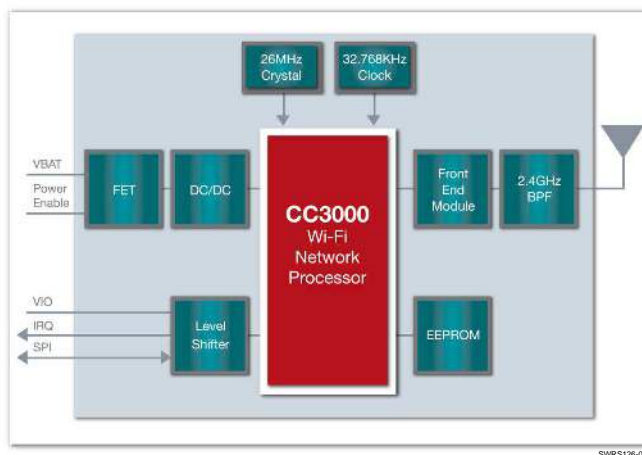 26MHz
Crystal
32.768KHz
Clock
VBAT
Power
Enable
FET
DC/DC
CC3000
Wi-Fi
Network
Processor
Front
End
Module
2.4GHz
BPF
VIO
IRQ
SPI
Level
Shifter
EEPROM